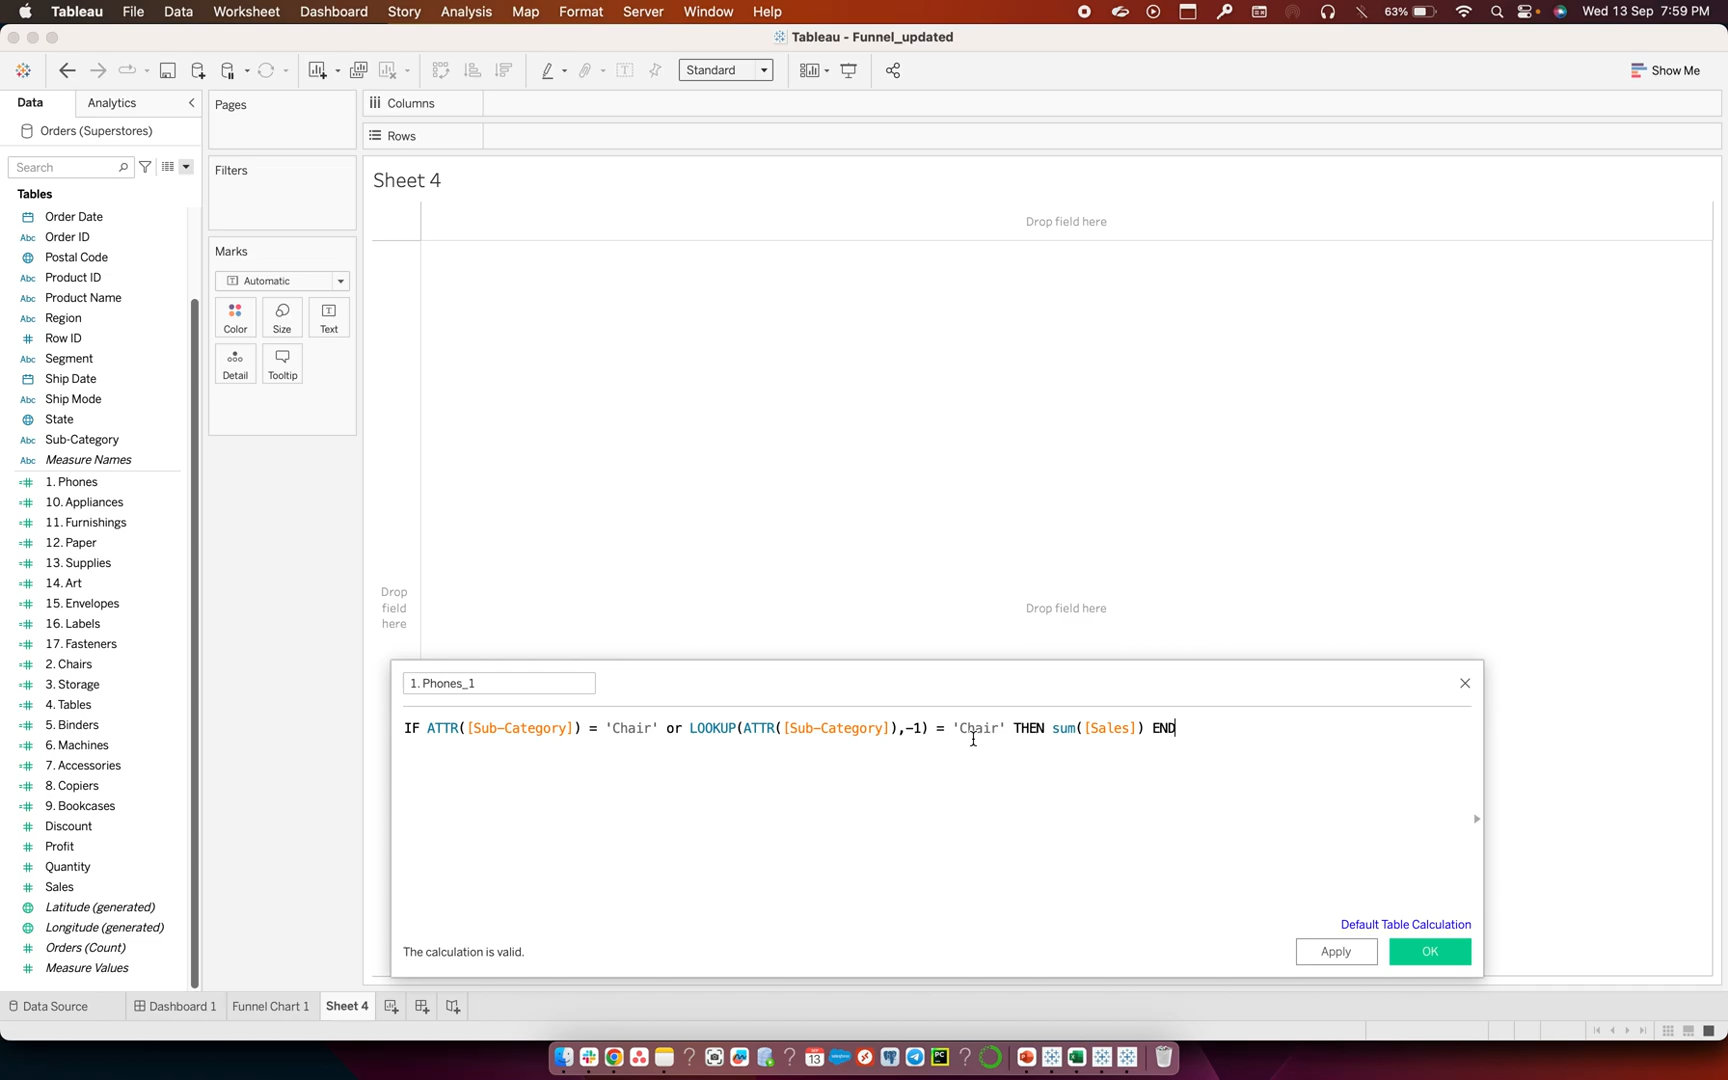 Tableau File Data Worksheet Dashboard Story Analysis Map Format Server Window Help 63% Wed 13 Sep 7:59 PM
Tableau - Funnel_updated
Standard Show Me
Data Analytics Pages Columns
Orders (Superstores) Rows
Search
Filters
Tables
Sheet 4
Order Date
Order ID
Postal Code
Product ID
Product Name
Region
Row ID
Segment
Ship Date
Ship Mode
State
Sub-Category
Measure Names
1. Phones
10. Appliances
11. Furnishings
12. Paper
13. Supplies
14. Art
15. Envelopes
16. Labels
17. Fasteners
2. Chairs
3. Storage
4. Tables
5. Binders
6. Machines
7. Accessories
8. Copiers
9. Bookcases
Discount
Profit
Quantity
Sales
Latitude (generated)
Longitude (generated)
Orders (Count)
Measure Values
Marks
Automatic
Color Size Text
Detail Tooltip
Drop field here
Drop
field
here
Drop field here
1. Phones_1
IF ATTR([Sub-Category]) = 'Chair' or LOOKUP(ATTR([Sub-Category]),-1) = 'Chair' THEN sum([Sales]) END
Default Table Calculation
The calculation is valid. Apply OK
Data Source Dashboard 1 Funnel Chart 1 Sheet 4
SEP
13
PC